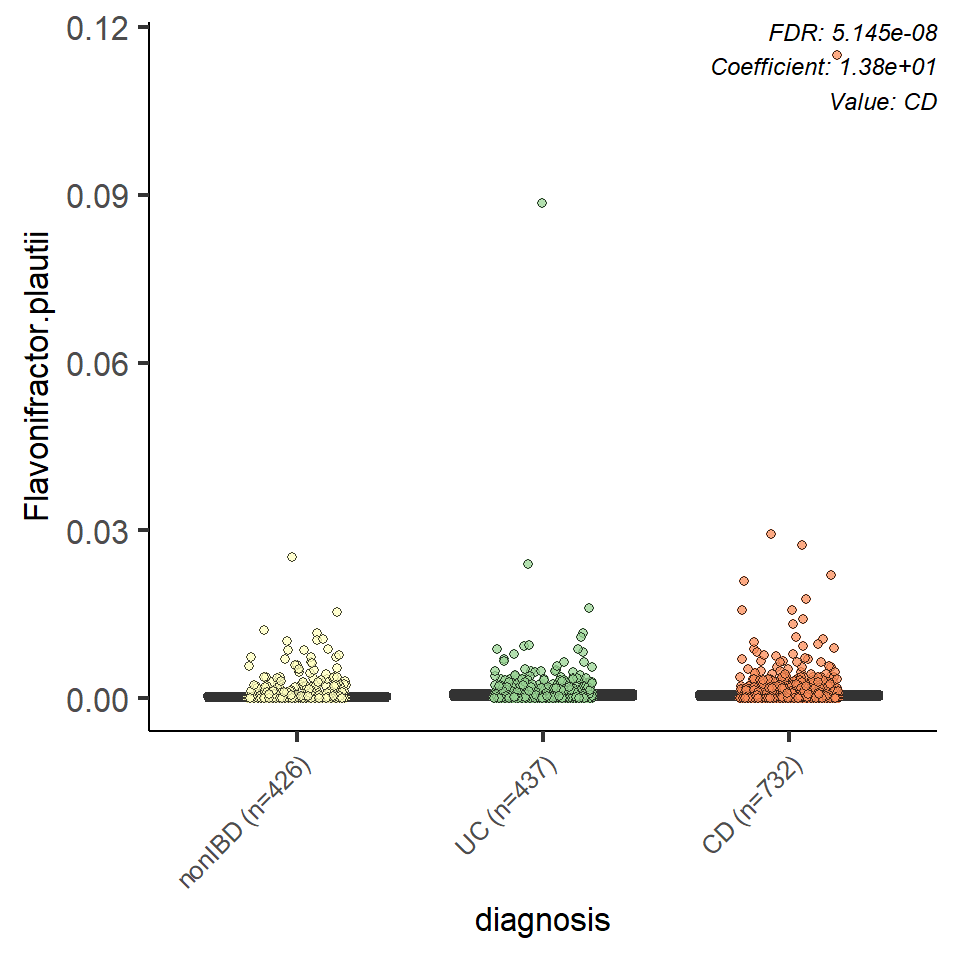 FDR: 5.145e-08
Coefficient: 1.38e+01
Value: CD
0.12
0.09
0.06
0.03
0.00
Flavonifractor.plautii
nonIBD (n=426)
UC (n=437)
CD (n=732)
diagnosis